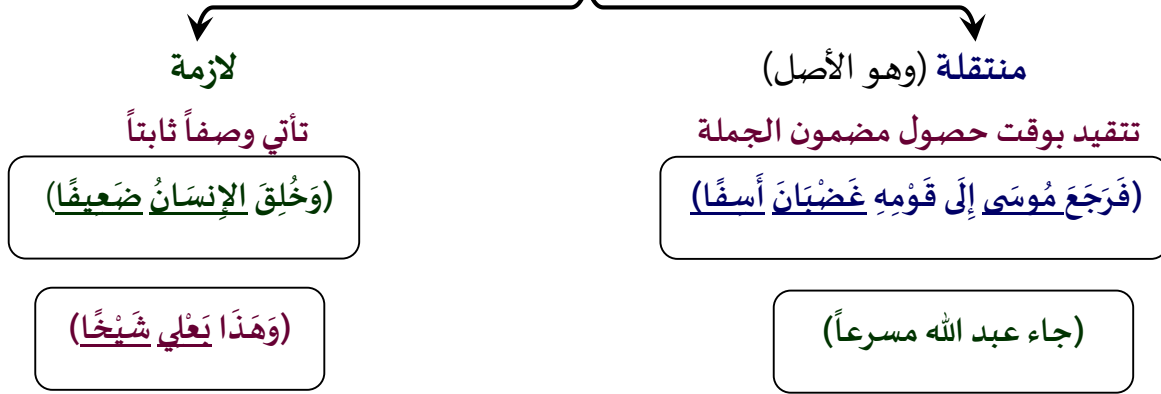 منتقلة (وهو الأصل)
لازمة
تتقيد بوقت حصول مضمون الجملة
تأتي وصفاً ثابتاً
(فَرَجَعَ مُوسَى إِلَى قَوْمِهِ غَضْبَانَ أَسِفًا)
(وَخُلِقَ الإِنسَانُ ضَعِيفًا)
(جاء عبد الله مسرعاً)
(وَهَذَا بَعْلِي شَيْخًا)